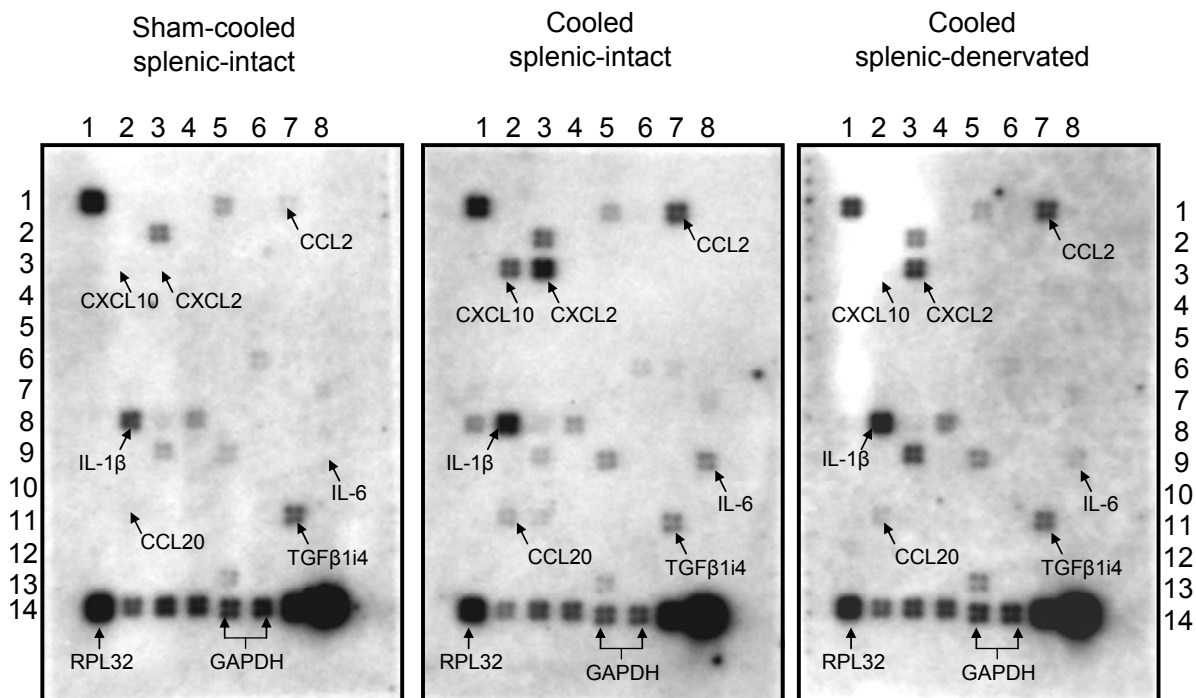 Sham-cooled
splenic-intact
Cooled
splenic-intact
Cooled
splenic-denervated
1 2 3 4 5 6 7 8
1 2 3 4 5 6 7 8
1 2 3 4 5 6 7 8
1
2
3
4
5
6
7
8
9
10
11
12
13
14
CCL2
CXCL10
CXCL2
IL-1β
IL-6
CCL20
TGFβ1i4
RPL32
GAPDH
CCL2
CXCL10
CXCL2
IL-1β
IL-6
CCL20
TGFβ1i4
RPL32
GAPDH
CCL2
CXCL10
CXCL2
IL-1β
IL-6
CCL20
TGFβ1i4
RPL32
GAPDH
1
2
3
4
5
6
7
8
9
10
11
12
13
14